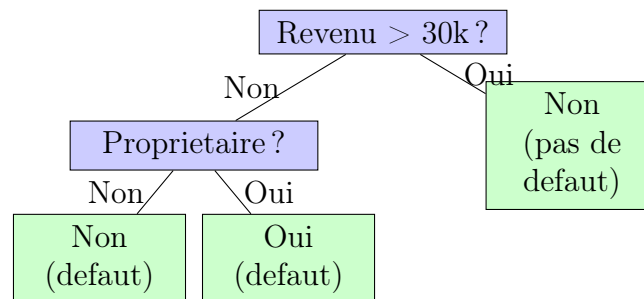 Revenu > 30k ?
Non
Oui
Proprietaire ?
Non
(pas de
defaut)
Non
Oui
Non
(defaut)
Oui
(defaut)